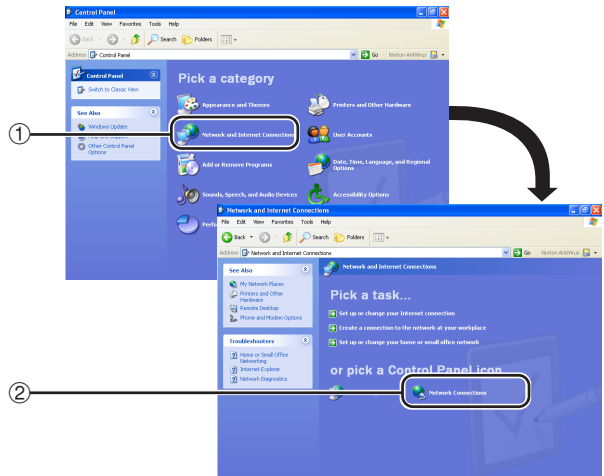 Control Panel
File Edit View Favorites Tools Help
Back Search Folders
Address Control Panel Go Norton AntiVirus
Control Panel
Switch to Classic View
See Also
Windows Update
Help and Support
Other Control Panel
Options
Pick a category
Appearance and Themes
Printers and Other Hardware
1
Network and Internet Connections
User Accounts
Add or Remove Programs
Date, Time, Language, and Regional
Options
Sounds, Speech, and Audio Devices
Accessibility Options
Perfo
Network and Internet Connections
File Edit View Favorites Tools Help
Back Search Folders
Address Network and Internet Connections Go Norton AntiVirus
See Also
My Network Places
Printers and Other
Hardware
Remote Desktop
Phone and Modem Options
Troubleshooters
Home or Small Office
Networking
Internet Explorer
Network Diagnostics
Network and Internet Connections
Pick a task...
Set up or change your Internet connection
Create a connection to the network at your workplace
Set up or change your home or small office network
or pick a Control Panel icon
2
Network Connections